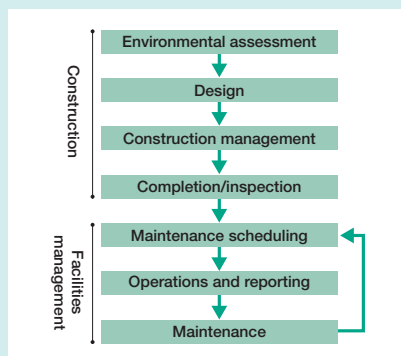 Construction
Environmental assessment
Design
Construction management
Completion/inspection
Facilities
management
Maintenance scheduling
Operations and reporting
Maintenance